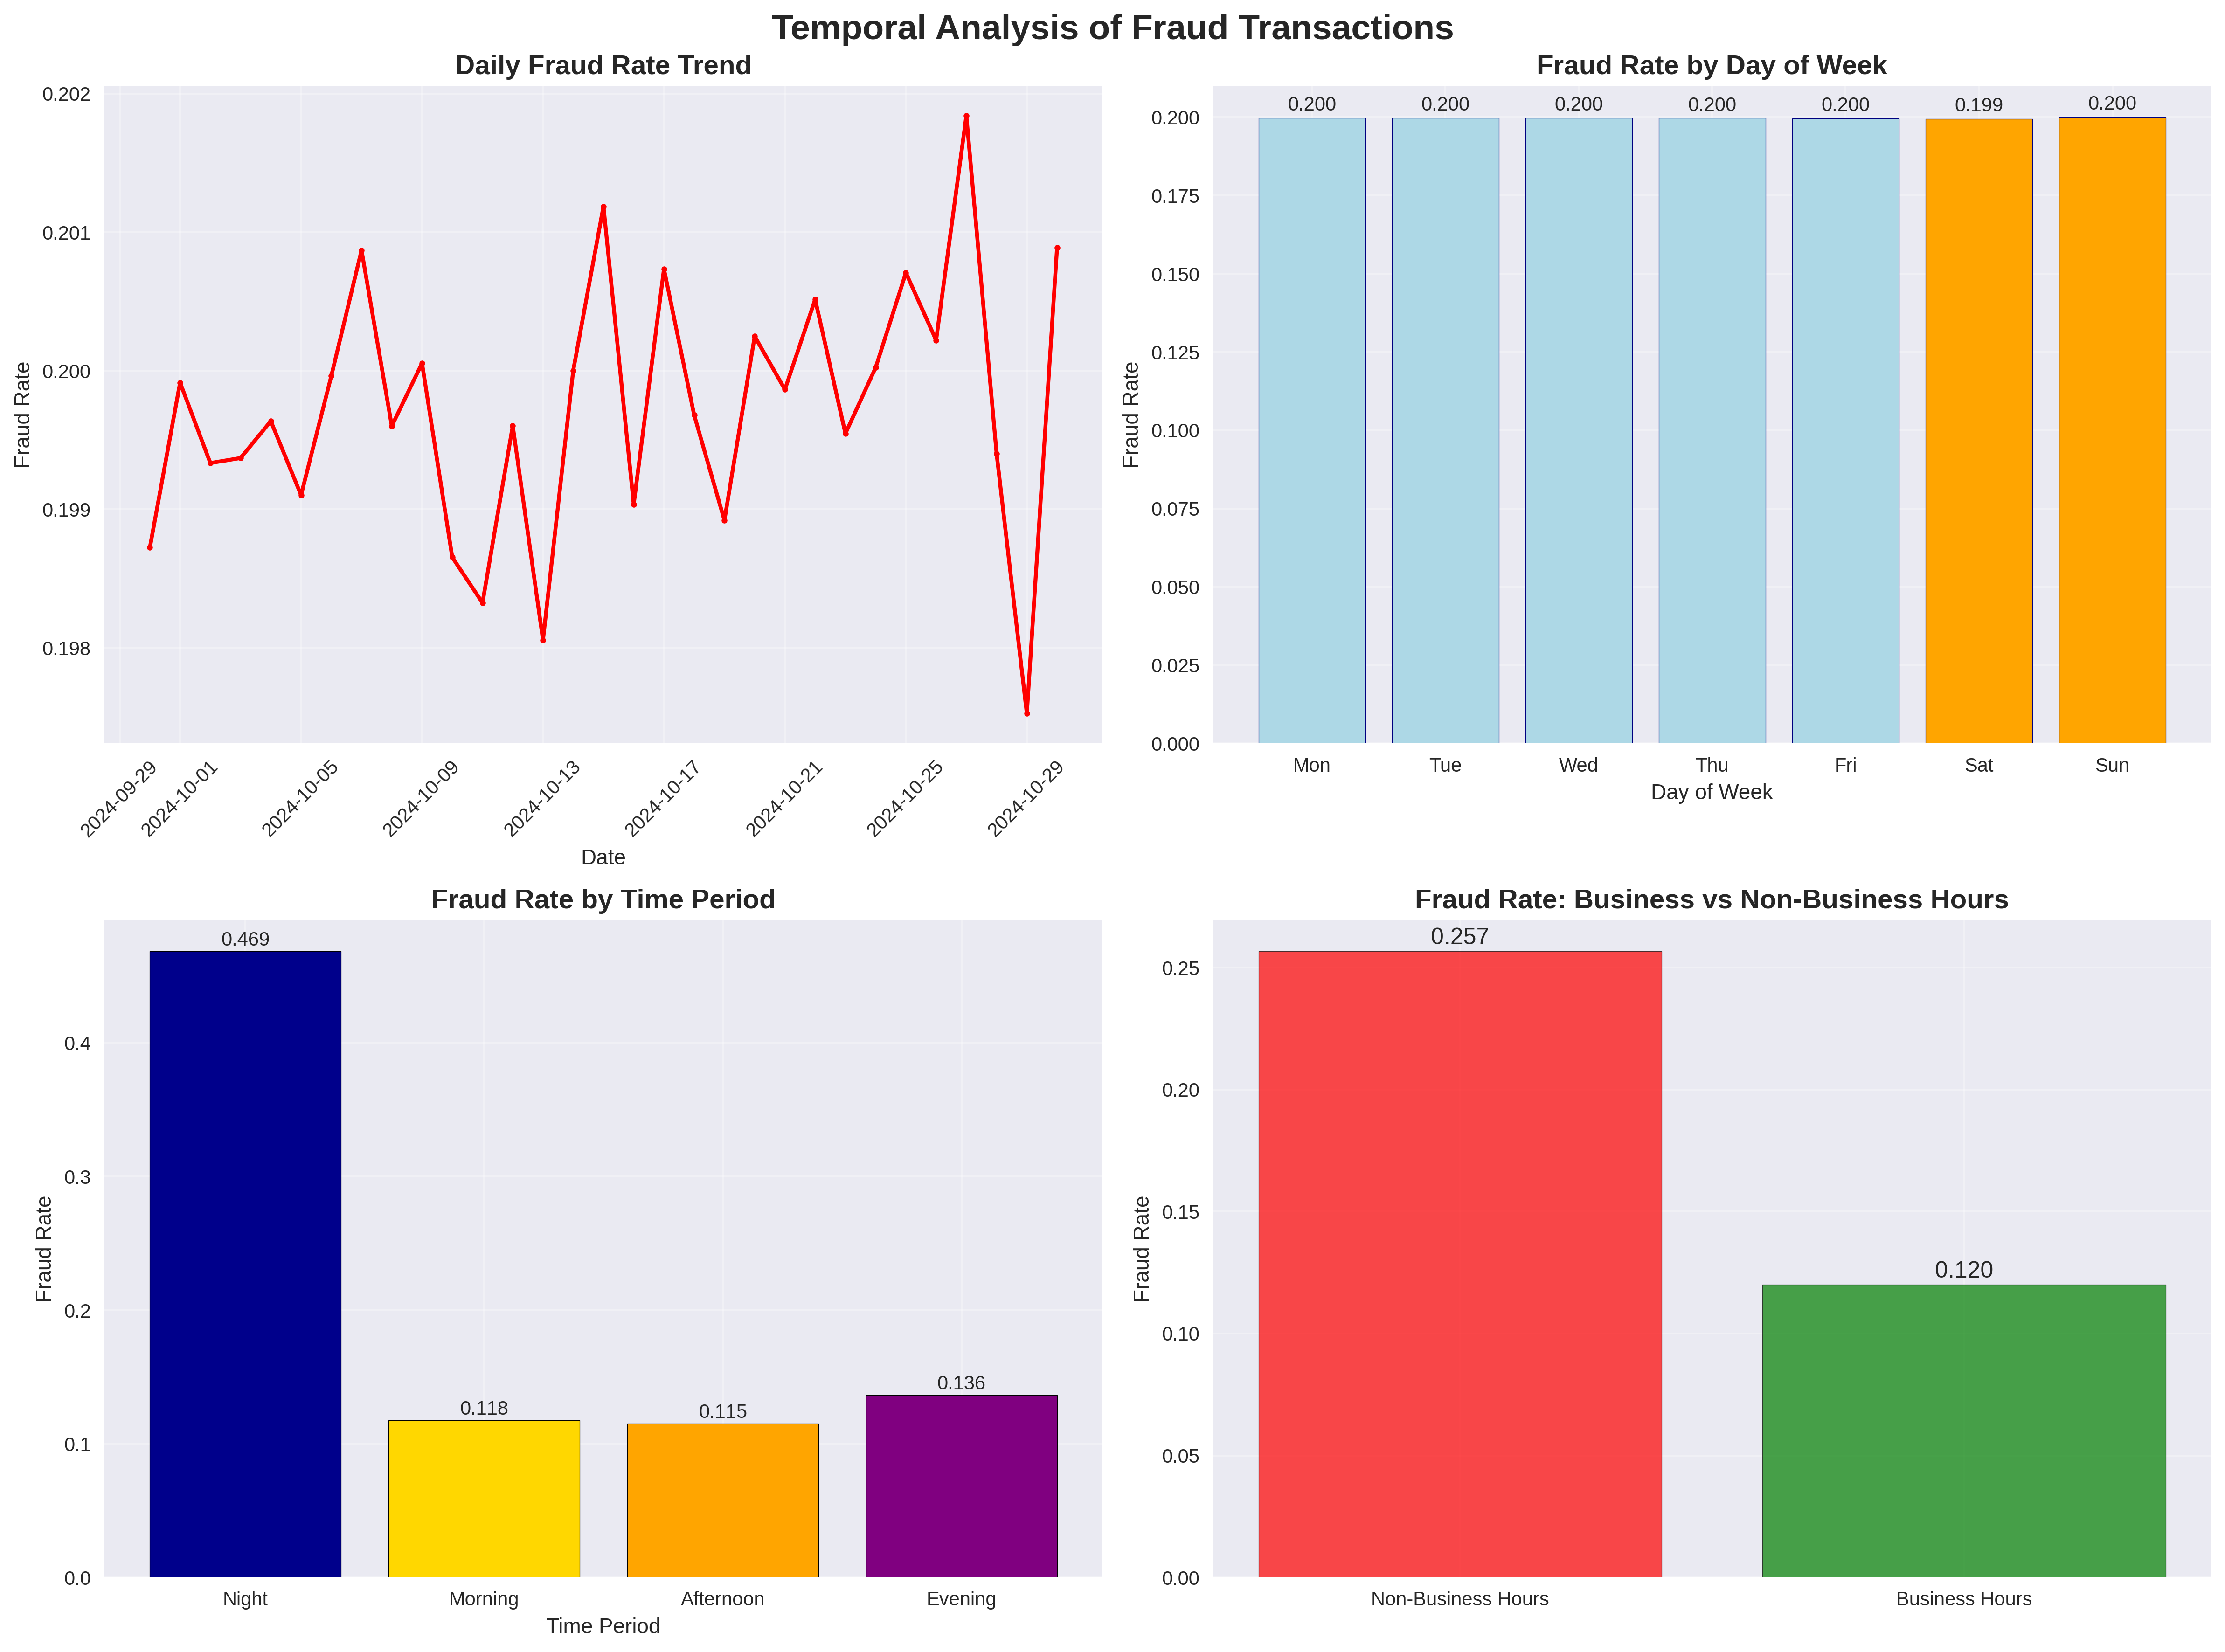 Temporal Analysis of Fraud Transactions
Daily Fraud Rate Trend
0.202
0.201
0.200
0.199
0.198
Fraud Rate
2024-09-29
2024-10-01
2024-10-05
2024-10-09
2024-10-13
2024-10-17
2024-10-21
2024-10-25
2024-10-29
Date
Fraud Rate by Day of Week
0.200
0.175
0.150
0.125
0.100
0.075
0.050
0.025
0.000
Fraud Rate
0.200
0.200
0.200
0.200
0.200
0.199
0.200
Mon
Tue
Wed
Thu
Fri
Sat
Sun
Day of Week
Fraud Rate by Time Period
0.4
0.3
0.2
0.1
0.0
Fraud Rate
0.469
0.118
0.115
0.136
Night
Morning
Afternoon
Evening
Time Period
Fraud Rate: Business vs Non-Business Hours
0.25
0.20
0.15
0.10
0.05
0.00
Fraud Rate
0.257
0.120
Non-Business Hours
Business Hours